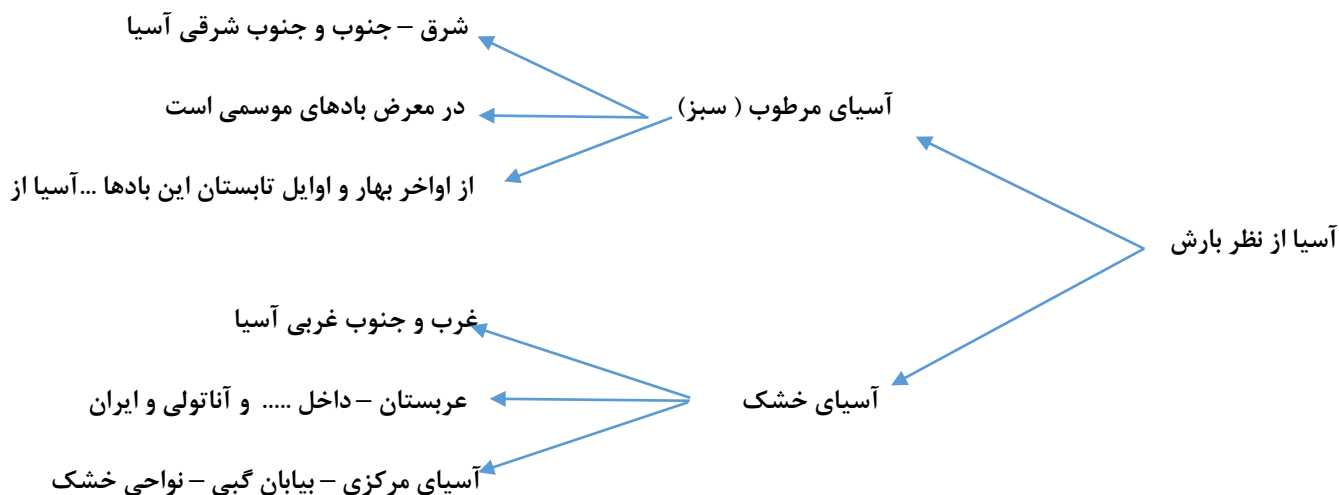 آسیا از نظر بارش
آسیای مرطوب ( سبز)
شرق – جنوب و جنوب شرقی آسیا
در معرض بادهای موسمی است
از اواخر بهار و اوایل تابستان این بادها ...آسیا از
آسیای خشک
غرب و جنوب غربی آسیا
عربستان – داخل ..... و آناتولی و ایران
آسیای مرکزی – بیابان گبی – نواحی خشک